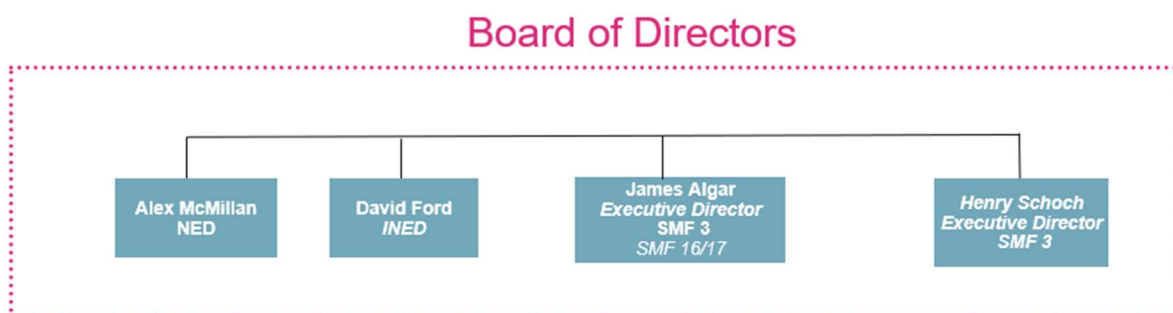 Board of Directors
Alex McMillan
NED
David Ford
INED
James Algar
Executive Director
SMF 3
SMF 16/17
Henry Schoch
Executive Director
SMF 3